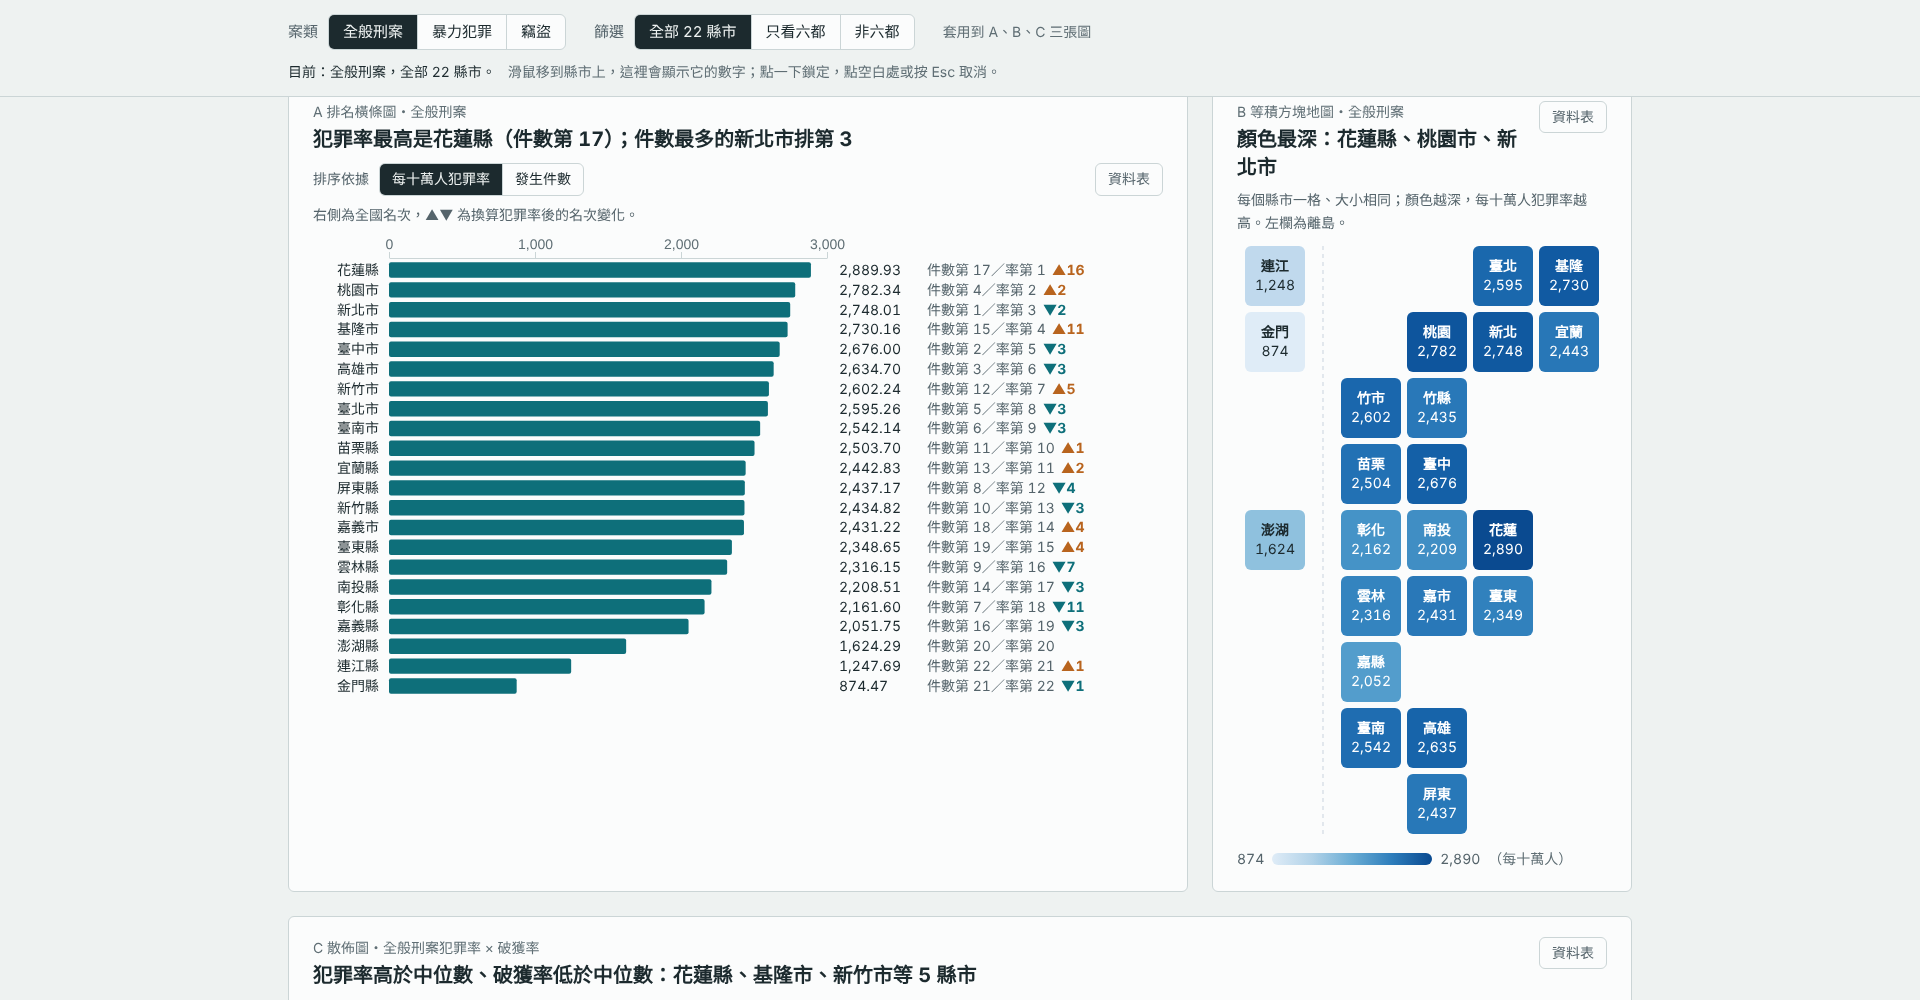 案類 全般刑案 暴力犯罪 竊盜 篩選 全部 22 縣市 只看六都 非六都 套用到 A、B、C 三張圖
目前：全般刑案，全部 22 縣市。 滑鼠移到縣市上，這裡會顯示它的數字；點一下鎖定，點空白處或按 Esc 取消。
A 排名橫條圖・全般刑案
犯罪率最高是花蓮縣（件數第 17）；件數最多的新北市排第 3
排序依據 每十萬人犯罪率 發生件數 資料表
右側為全國名次，▲▼ 為換算犯罪率後的名次變化。
0 1,000 2,000 3,000
花蓮縣 2,889.93 件數第 17／率第 1 ▲16
桃園市 2,782.34 件數第 4／率第 2 ▲2
新北市 2,748.01 件數第 1／率第 3 ▼2
基隆市 2,730.16 件數第 15／率第 4 ▲11
臺中市 2,676.00 件數第 2／率第 5 ▼3
高雄市 2,634.70 件數第 3／率第 6 ▼3
新竹市 2,602.24 件數第 12／率第 7 ▲5
臺北市 2,595.26 件數第 5／率第 8 ▼3
臺南市 2,542.14 件數第 6／率第 9 ▼3
苗栗縣 2,503.70 件數第 11／率第 10 ▲1
宜蘭縣 2,442.83 件數第 13／率第 11 ▲2
屏東縣 2,437.17 件數第 8／率第 12 ▼4
新竹縣 2,434.82 件數第 10／率第 13 ▼3
嘉義市 2,431.22 件數第 18／率第 14 ▲4
臺東縣 2,348.65 件數第 19／率第 15 ▲4
雲林縣 2,316.15 件數第 9／率第 16 ▼7
南投縣 2,208.51 件數第 14／率第 17 ▼3
彰化縣 2,161.60 件數第 7／率第 18 ▼11
嘉義縣 2,051.75 件數第 16／率第 19 ▼3
澎湖縣 1,624.29 件數第 20／率第 20
連江縣 1,247.69 件數第 22／率第 21 ▲1
金門縣 874.47 件數第 21／率第 22 ▼1
B 等積方塊地圖・全般刑案
資料表
顏色最深：花蓮縣、桃園市、新
北市
每個縣市一格、大小相同；顏色越深，每十萬人犯罪率越
高。左欄為離島。
連江 臺北 基隆
1,248 2,595 2,730
金門 桃園 新北 宜蘭
874 2,782 2,748 2,443
竹市 竹縣
2,602 2,435
苗栗 臺中
2,504 2,676
澎湖 彰化 南投 花蓮
1,624 2,162 2,209 2,890
雲林 嘉市 臺東
2,316 2,431 2,349
嘉縣
2,052
臺南 高雄
2,542 2,635
屏東
2,437
874 2,890 （每十萬人）
C 散佈圖・全般刑案犯罪率 × 破獲率
資料表
犯罪率高於中位數、破獲率低於中位數：花蓮縣、基隆市、新竹市等 5 縣市